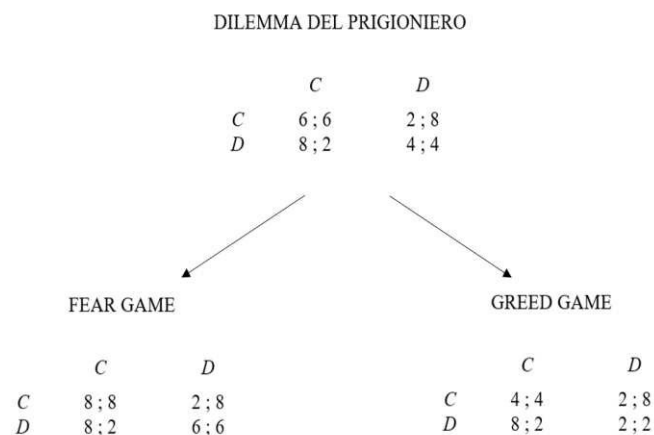 DILEMMA DEL PRIGIONIERO
C D
C 6 ; 6 2 ; 8
D 8 ; 2 4 ; 4
FEAR GAME
C D
C 8 ; 8 2 ; 8
D 8 ; 2 6 ; 6
GREED GAME
C D
C 4 ; 4 2 ; 8
D 8 ; 2 2 ; 2